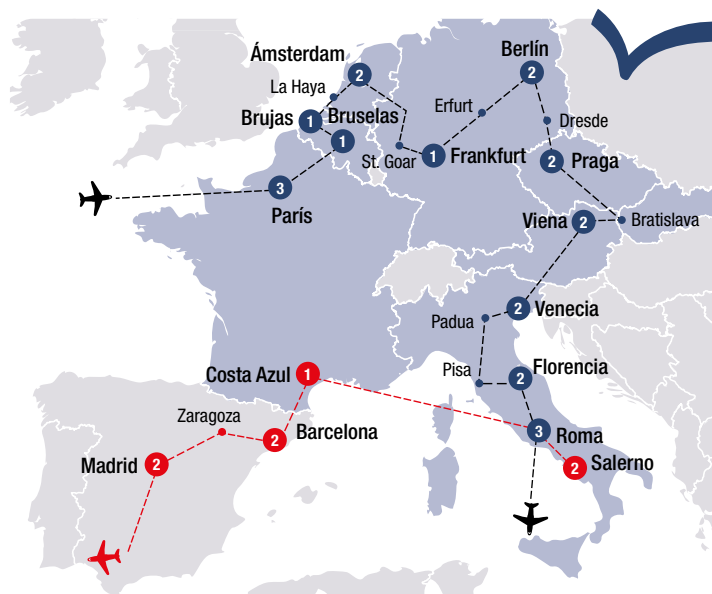 Ámsterdam
2
La Haya
Berlín
2
Erfurt
Brujas
1
Bruselas
1
Dresde
St. Goar
1
Frankfurt
2
Praga
3
París
Viena
2
Bratislava
2
Venecia
Padua
Pisa
Florencia
2
Costa Azul
1
Zaragoza
2
Barcelona
3
Roma
Madrid
2
2
Salerno